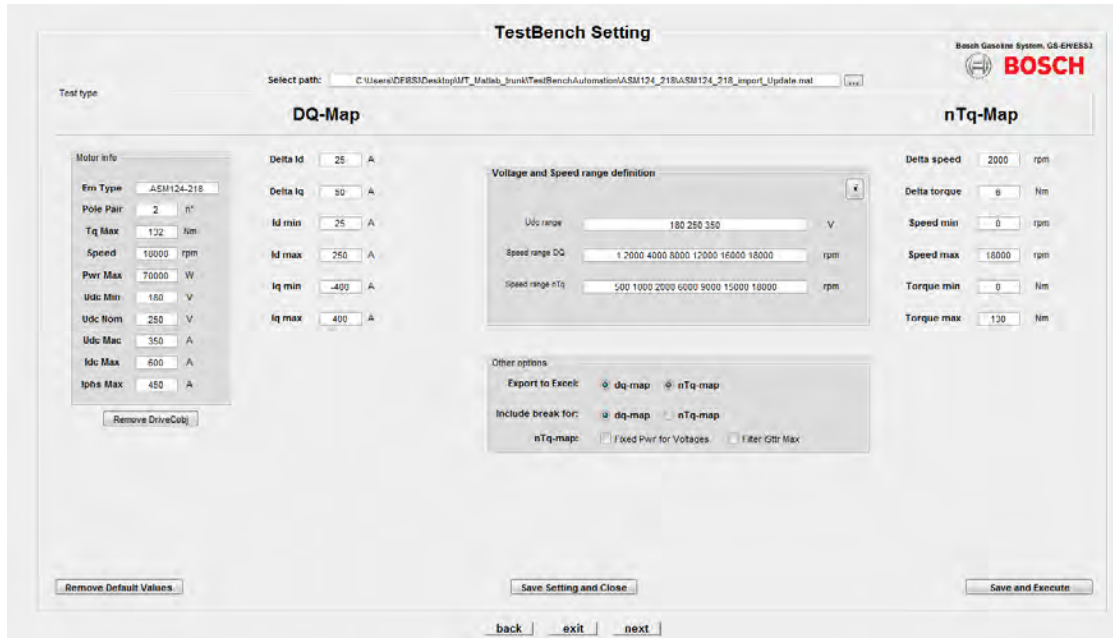 TestBench Setting
Bosch Gasoline System, GS-EH/ESS3
BOSCH
Select path: C:\Users\DFI8SI\Desktop\MT_Matlab_trunk\TestBenchAutomation\ASM124_218\ASM124_218_import_Update.mat ...
Test type
DQ-Map nTq-Map
Motor info
Em Type ASM124-218
Pole Pair 2 n°
Tq Max 132 Nm
Speed 18000 rpm
Pwr Max 70000 W
Udc Min 180 V
Udc Nom 250 V
Udc Mac 350 A
Idc Max 600 A
Iphs Max 450 A
Remove DriveCobj
Delta Id 25 A
Delta Iq 50 A
Id min 25 A
Id max 250 A
Iq min -400 A
Iq max 400 A
Voltage and Speed range definition
Udc range 180 250 350 V
Speed range DQ 1 2000 4000 8000 12000 16000 18000 rpm
Speed range nTq 500 1000 2000 6000 9000 15000 18000 rpm
Other options
Export to Excel: dq-map nTq-map
Include break for: dq-map nTq-map
nTq-map: Fixed Pwr for Voltages Filter Gttr Max
Delta speed 2000 rpm
Delta torque 6 Nm
Speed min 0 rpm
Speed max 18000 rpm
Torque min 0 Nm
Torque max 130 Nm
Remove Default Values Save Setting and Close Save and Execute
back exit next